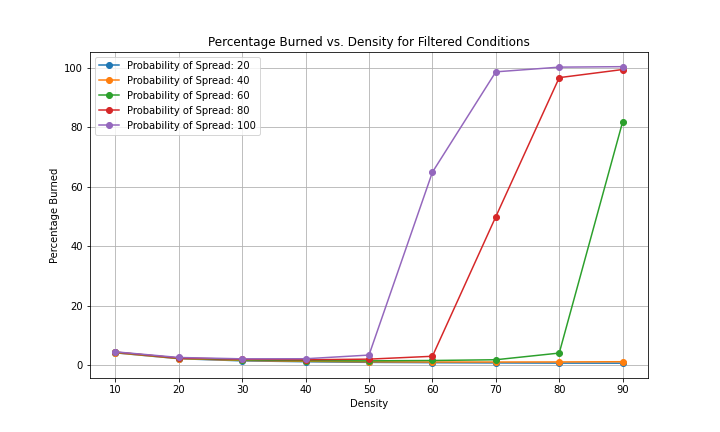 Percentage Burned vs. Density for Filtered Conditions
Probability of Spread: 20
Probability of Spread: 40
Probability of Spread: 60
Probability of Spread: 80
Probability of Spread: 100
100
80
60
40
20
0
Percentage Burned
10 20 30 40 50 60 70 80 90
Density